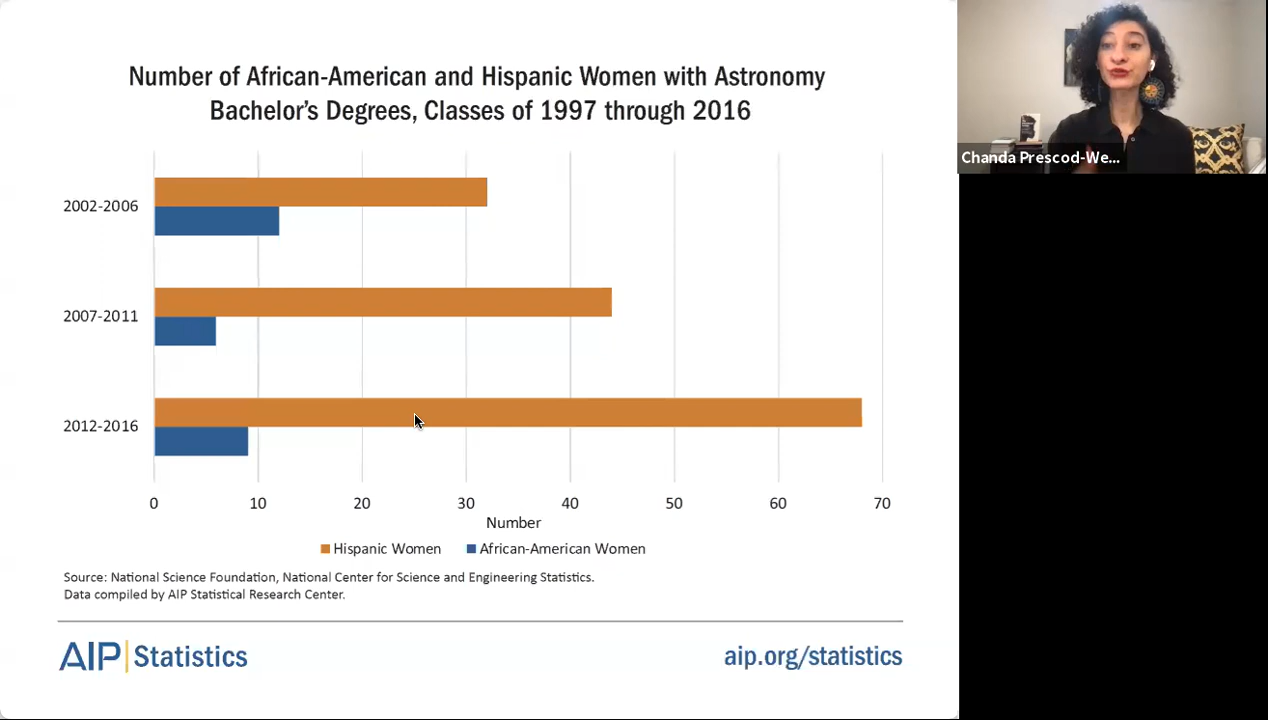 Number of African-American and Hispanic Women with Astronomy
Bachelor's Degrees, Classes of 1997 through 2016
2002-2006
2007-2011
2012-2016
0 10 20 30 40 50 60 70
Number
Hispanic Women African-American Women
Source: National Science Foundation, National Center for Science and Engineering Statistics.
Data compiled by AIP Statistical Research Center.
AIP Statistics
aip.org/statistics
Chanda Prescod-We...